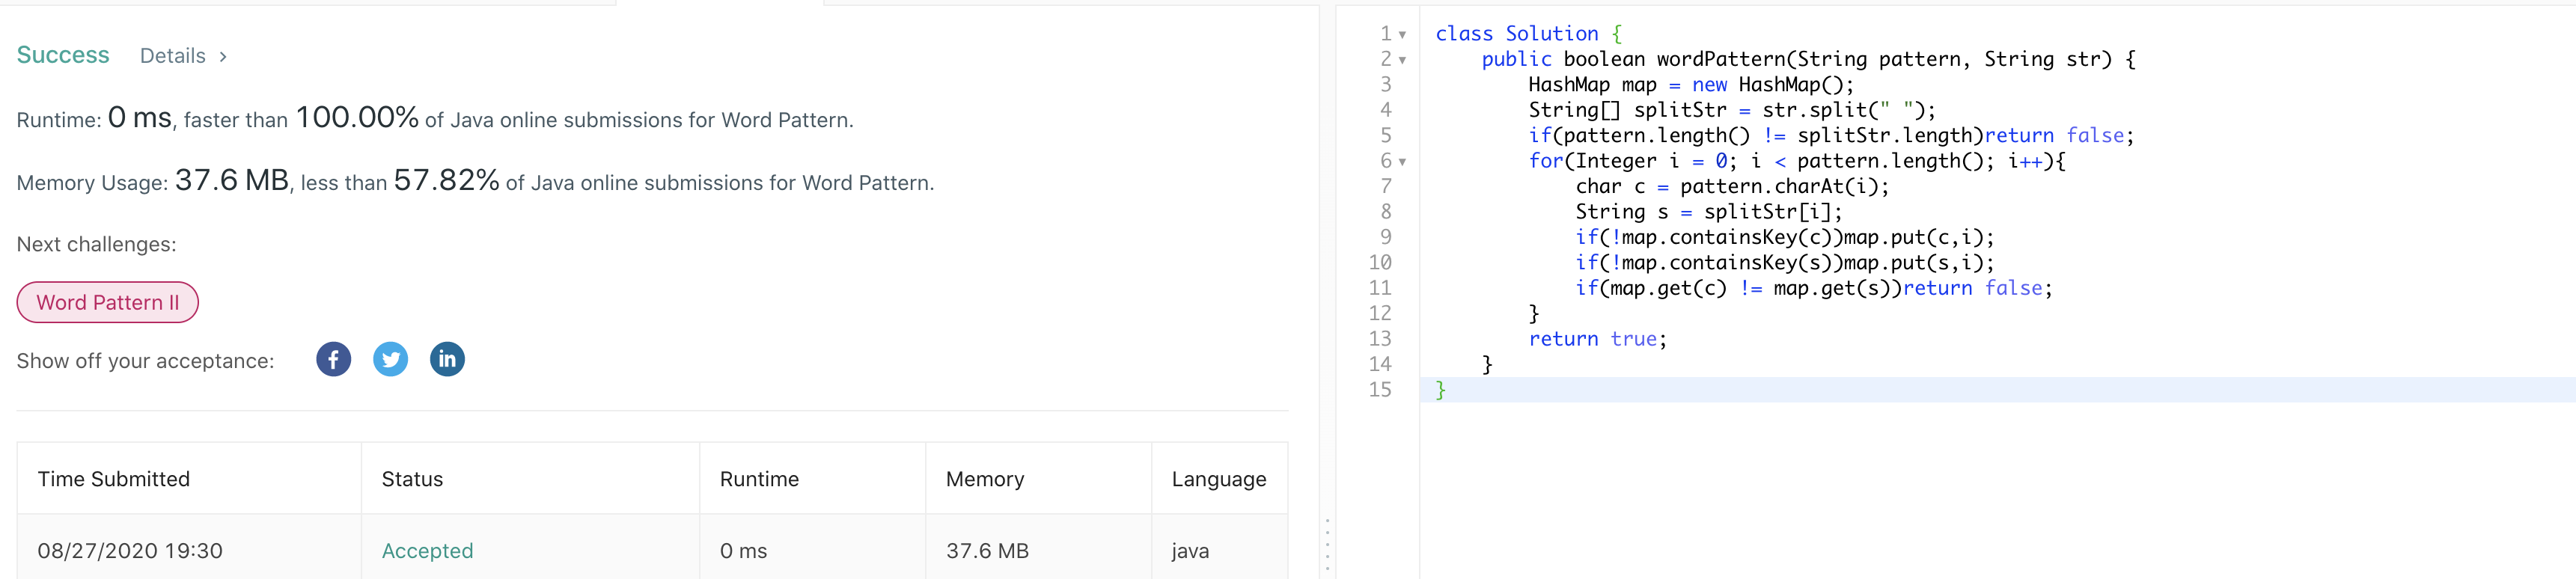 Success Details >
Runtime: 0 ms, faster than 100.00% of Java online submissions for Word Pattern.
Memory Usage: 37.6 MB, less than 57.82% of Java online submissions for Word Pattern.
Next challenges:
Word Pattern II
Show off your acceptance:
f
in
Time Submitted Status Runtime Memory Language
08/27/2020 19:30 Accepted 0 ms 37.6 MB java
1 class Solution {
2     public boolean wordPattern(String pattern, String str) {
3         HashMap map = new HashMap();
4         String[] splitStr = str.split(" ");
5         if(pattern.length() != splitStr.length)return false;
6         for(Integer i = 0; i < pattern.length(); i++){
7             char c = pattern.charAt(i);
8             String s = splitStr[i];
9             if(!map.containsKey(c))map.put(c,i);
10             if(!map.containsKey(s))map.put(s,i);
11             if(map.get(c) != map.get(s))return false;
12         }
13         return true;
14     }
15 }